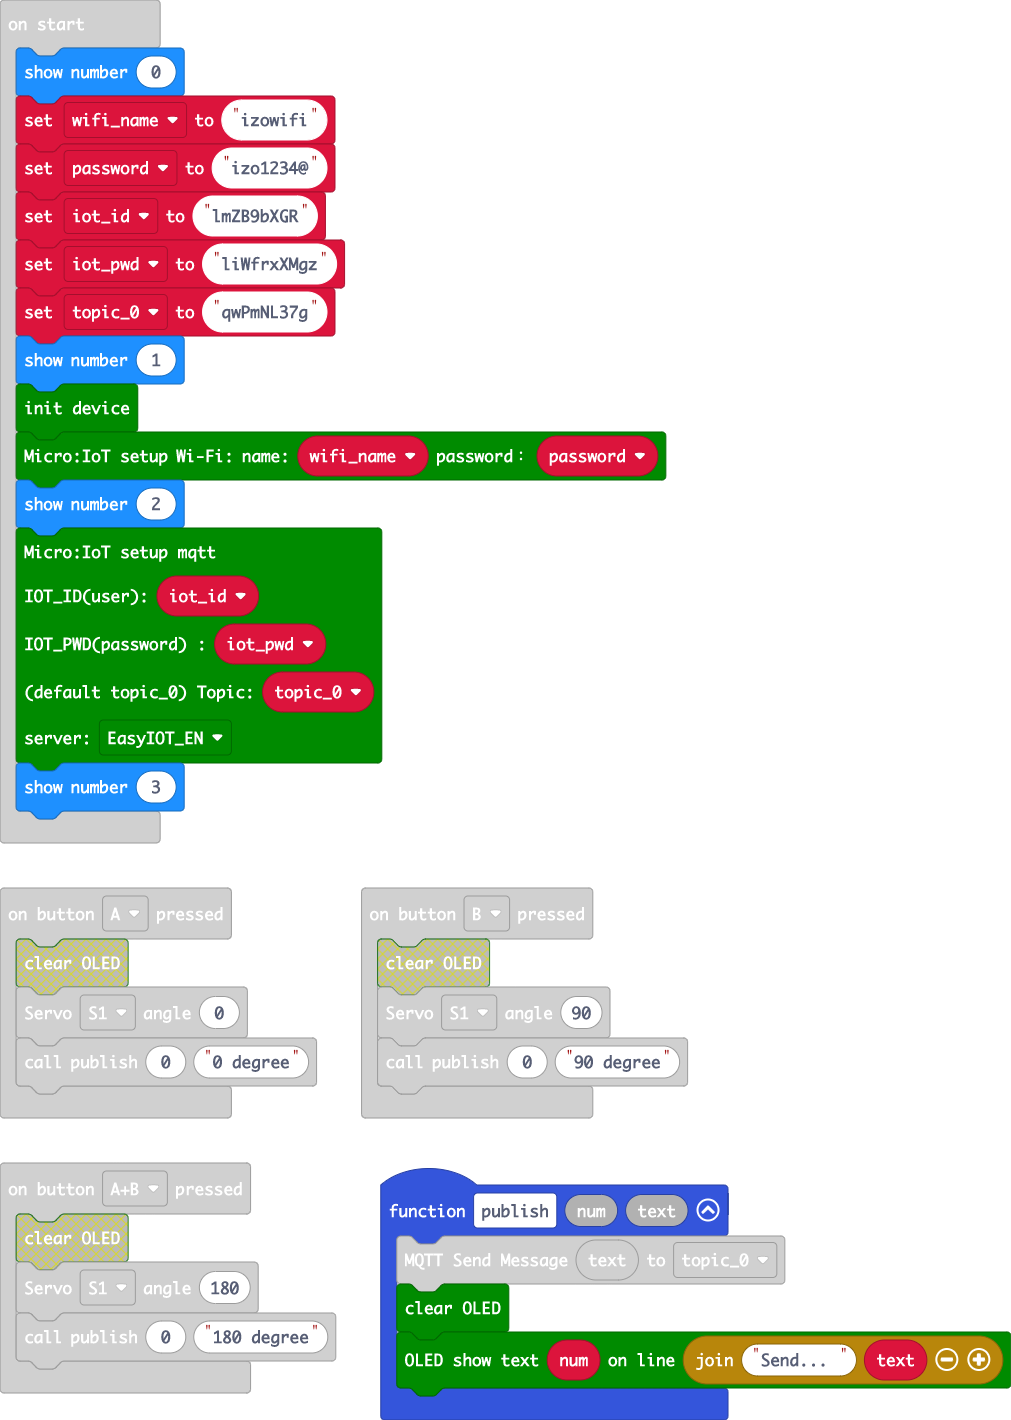 on start
show number 0
set wifi_name to "izowifi"
set password to "izo1234@"
set iot_id to "lmZB9bXGR"
set iot_pwd to "liWfrxXMgz"
set topic_0 to "qwPmNL37g"
show number 1
init device
Micro:IoT setup Wi-Fi: name: wifi_name password: password
show number 2
Micro:IoT setup mqtt
IOT_ID(user): iot_id
IOT_PWD(password) : iot_pwd
(default topic_0) Topic: topic_0
server: EasyIOT_EN
show number 3
on button A pressed
clear OLED
Servo S1 angle 0
call publish 0 "0 degree"
on button B pressed
clear OLED
Servo S1 angle 90
call publish 0 "90 degree"
on button A+B pressed
clear OLED
Servo S1 angle 180
call publish 0 "180 degree"
function publish num text
MQTT Send Message text to topic_0
clear OLED
OLED show text num on line join "Send... " text